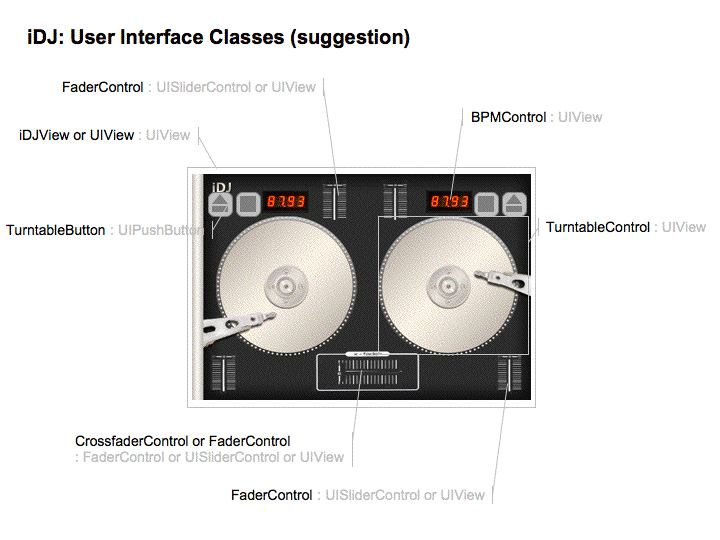 iDJ: User Interface Classes (suggestion)
FaderControl : UISliderControl or UIView
BPMControl : UIView
iDJView or UIView : UIView
iDJ
87.93
87.93
TurntableButton : UIPushButton
TurntableControl : UIView
CrossfaderControl or FaderControl
: FaderControl or UISliderControl or UIView
FaderControl : UISliderControl or UIView